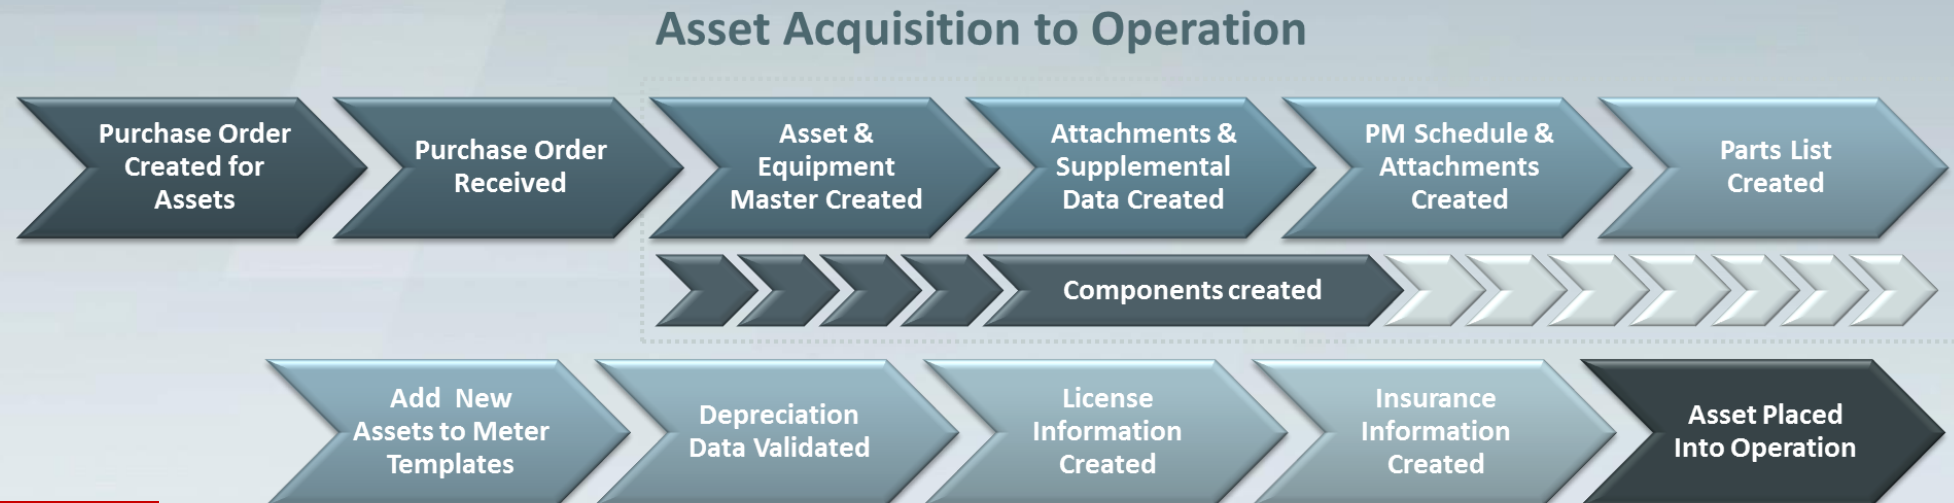 Asset Acquisition to Operation
Purchase Order
Created for
Assets
Purchase Order
Received
Asset &
Equipment
Master Created
Attachments &
Supplemental
Data Created
PM Schedule &
Attachments
Created
Parts List
Created
Components created
Add New
Assets to Meter
Templates
Depreciation
Data Validated
License
Information
Created
Insurance
Information
Created
Asset Placed
Into Operation